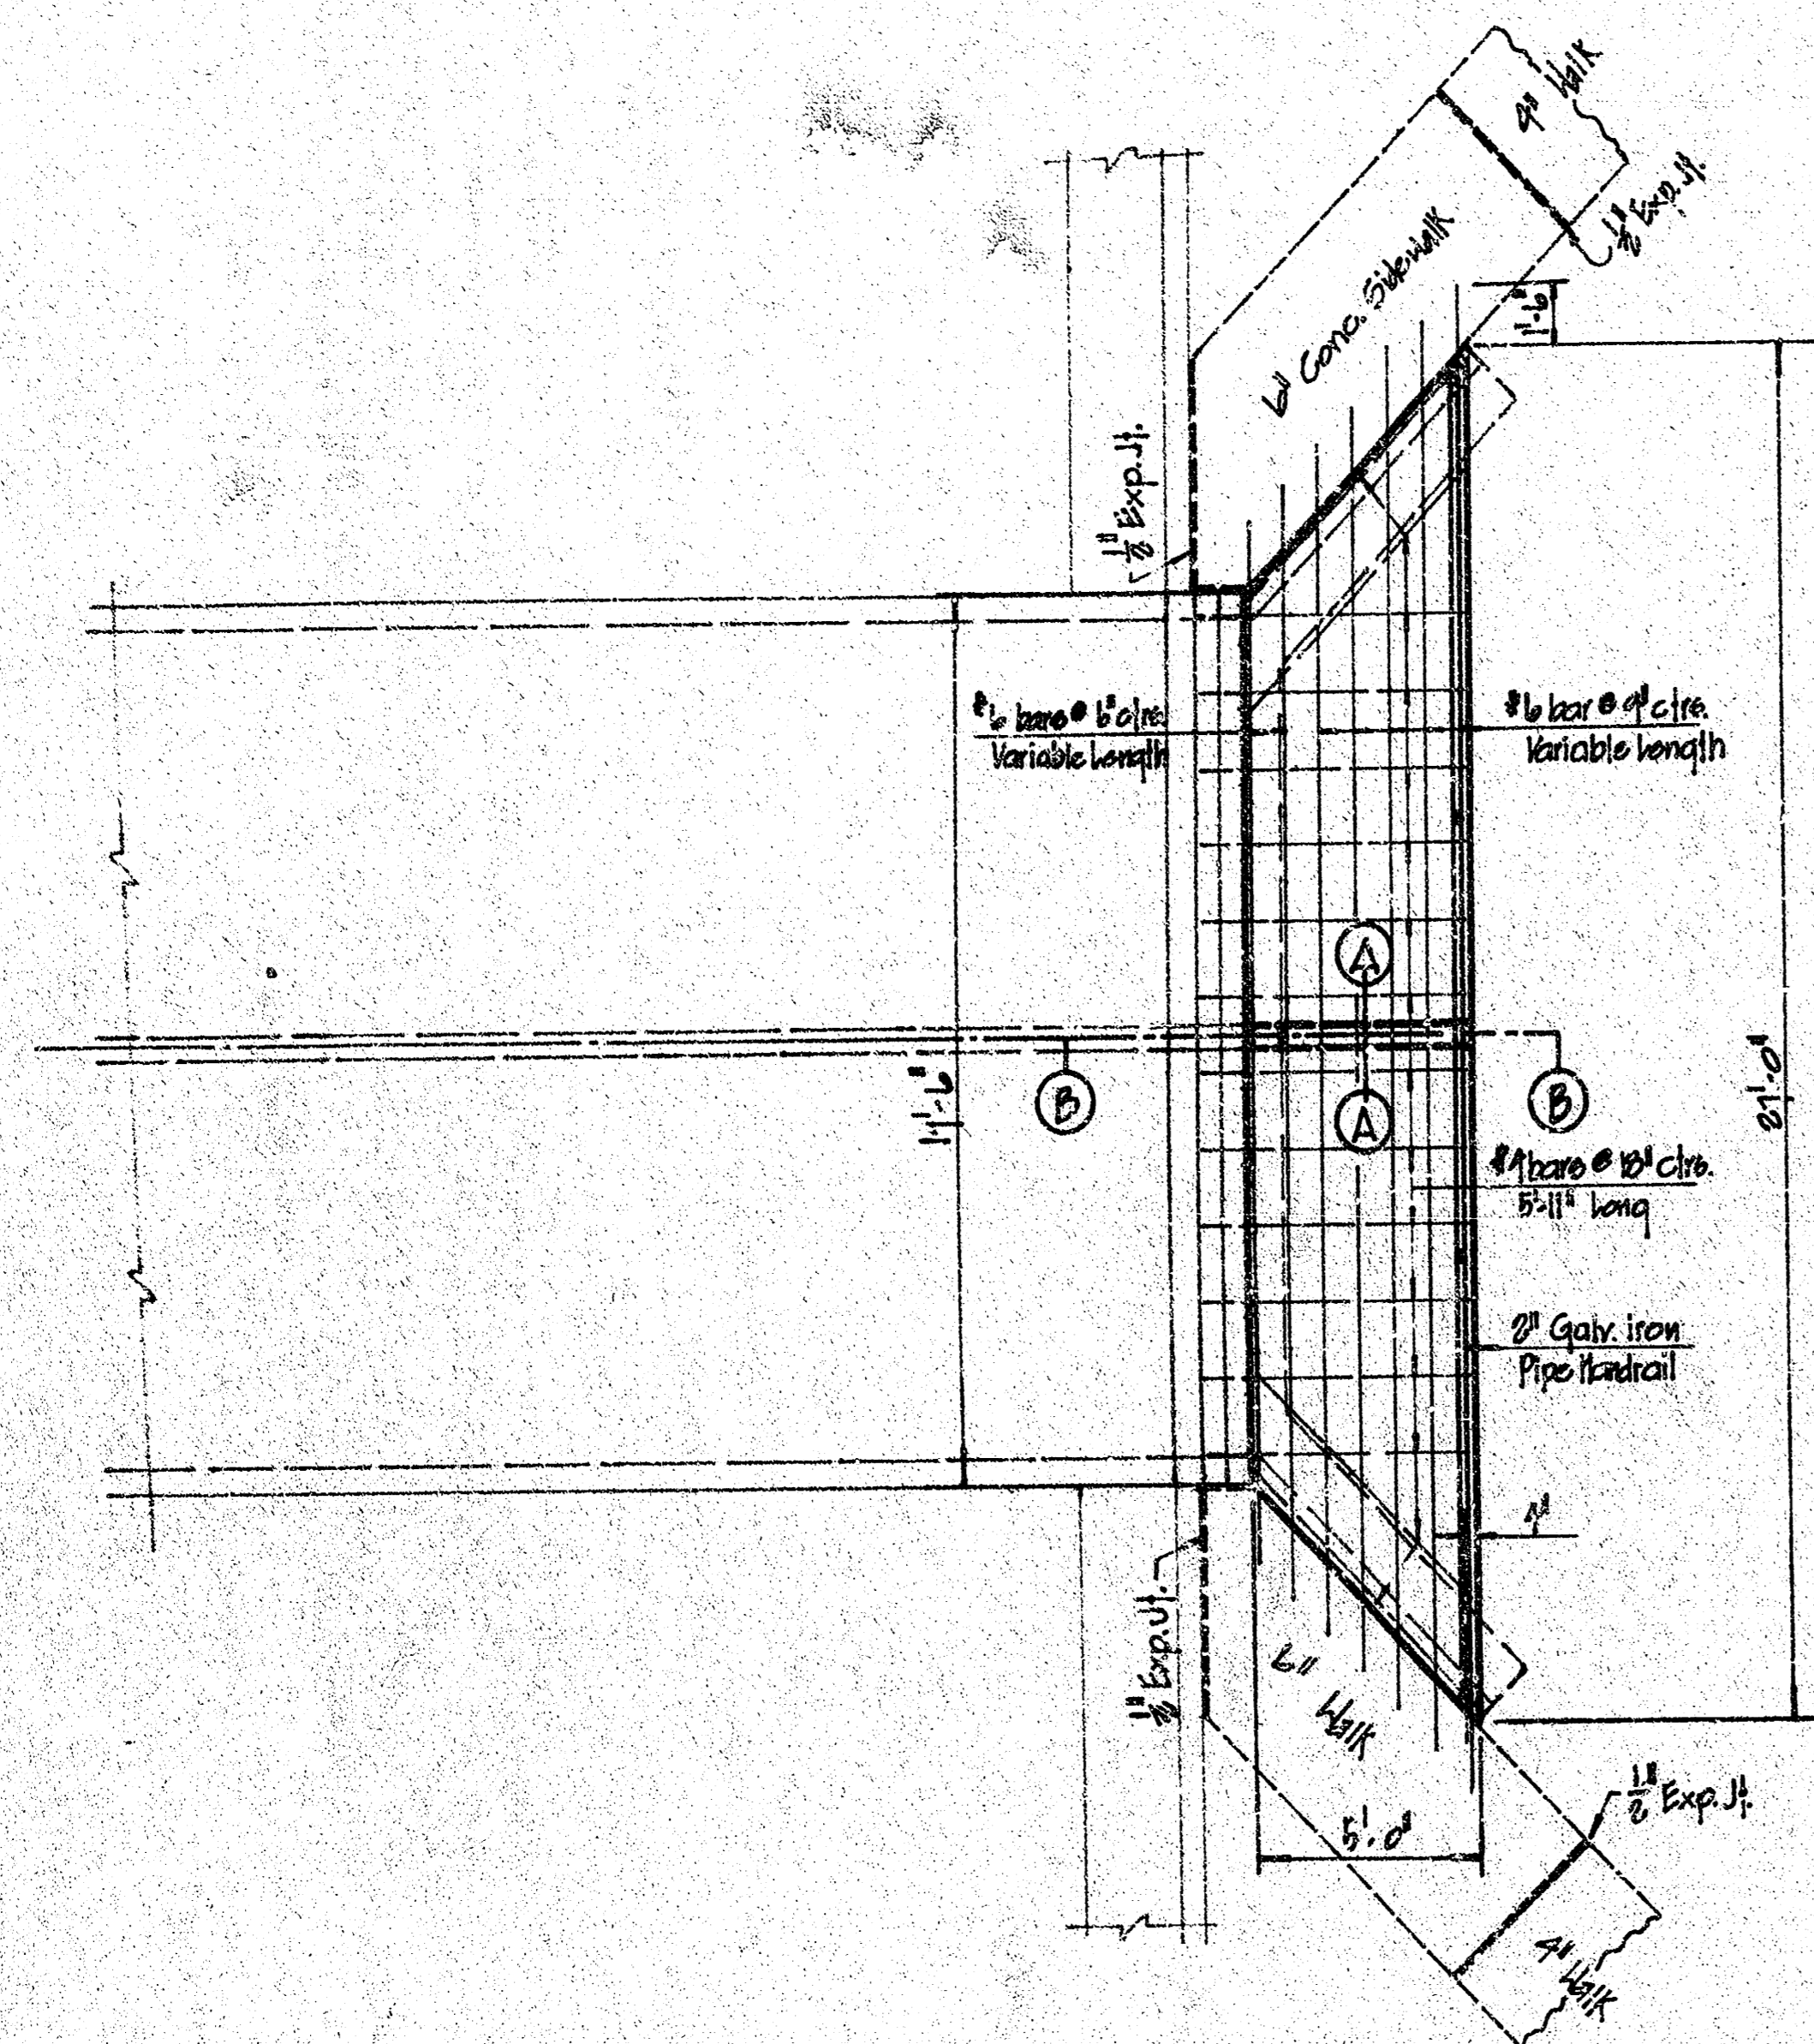 4" Walk
1/2" Exp. Jt.
6" Conc. Sidewalk
1'-6"
1/2" Exp. Jt.
#6 bars @ 6" ctrs.
Variable Length
#6 bar @ 9" ctrs.
Variable Length
A
17'-6"
B
A
B
27'-0"
#4 bars @ 18" ctrs.
5'-11" Long
2" Galv. iron
Pipe Handrail
4"
1/2" Exp. Jt.
6"
Walk
1/2" Exp. Jt.
5'-0"
4" Walk